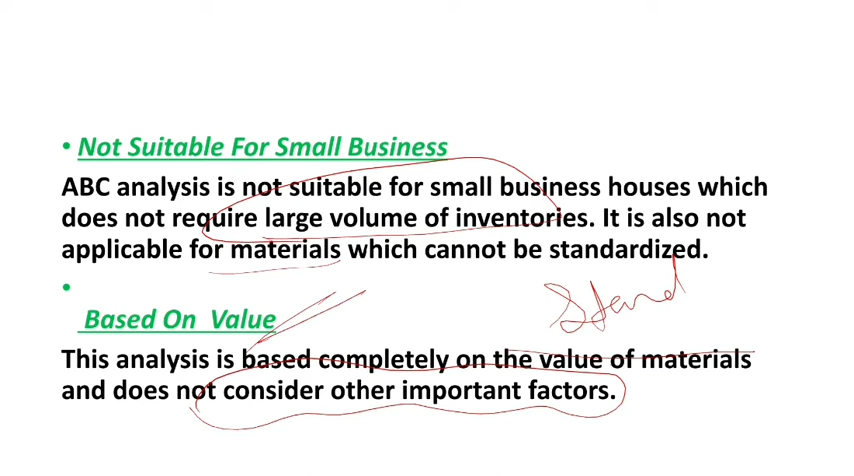 • Not Suitable For Small Business
ABC analysis is not suitable for small business houses which
does not require large volume of inventories. It is also not
applicable for materials which cannot be standardized.
•
Stand
Based On Value
This analysis is based completely on the value of materials
and does not consider other important factors.